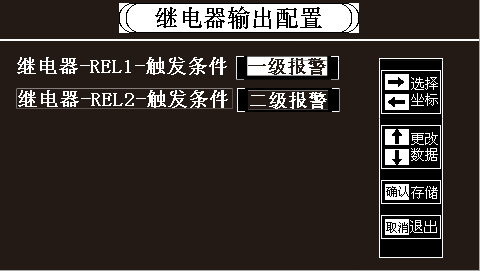 继电器输出配置
继电器-REL1-触发条件 一级报警
继电器-REL2-触发条件 二级报警
→ 选择
← 坐标
↑ 更改
↓ 数据
确认 存储
取消 退出